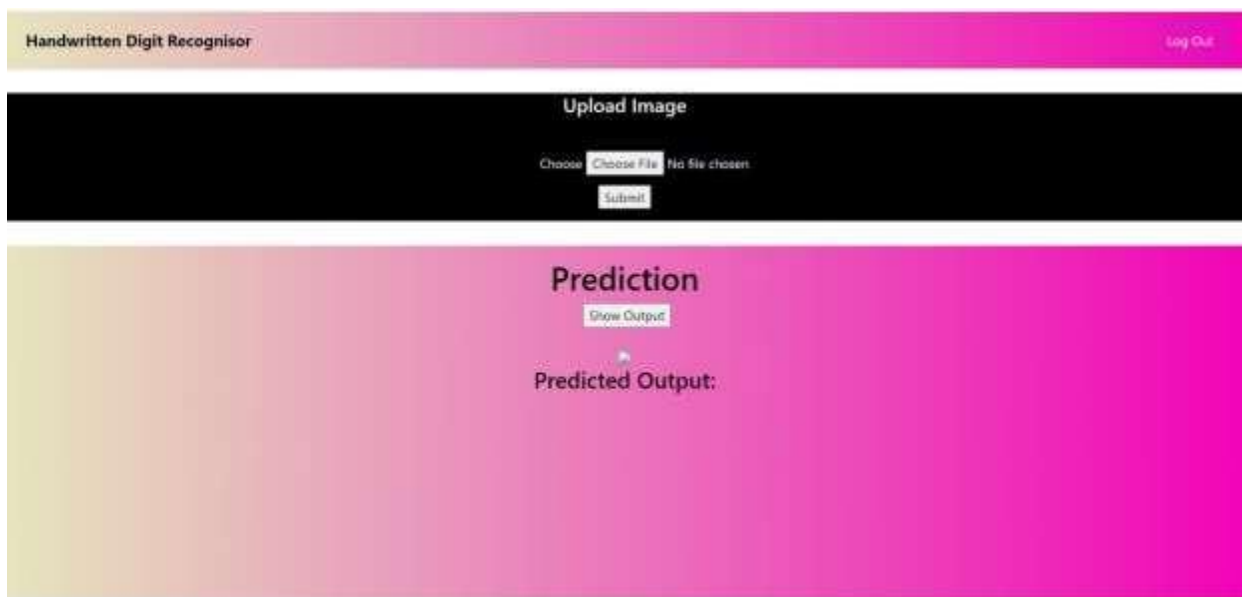 Handwritten Digit Recognisor Log Out
Upload Image
Choose Choose File No file chosen
Submit
Prediction
Show Output
Predicted Output: